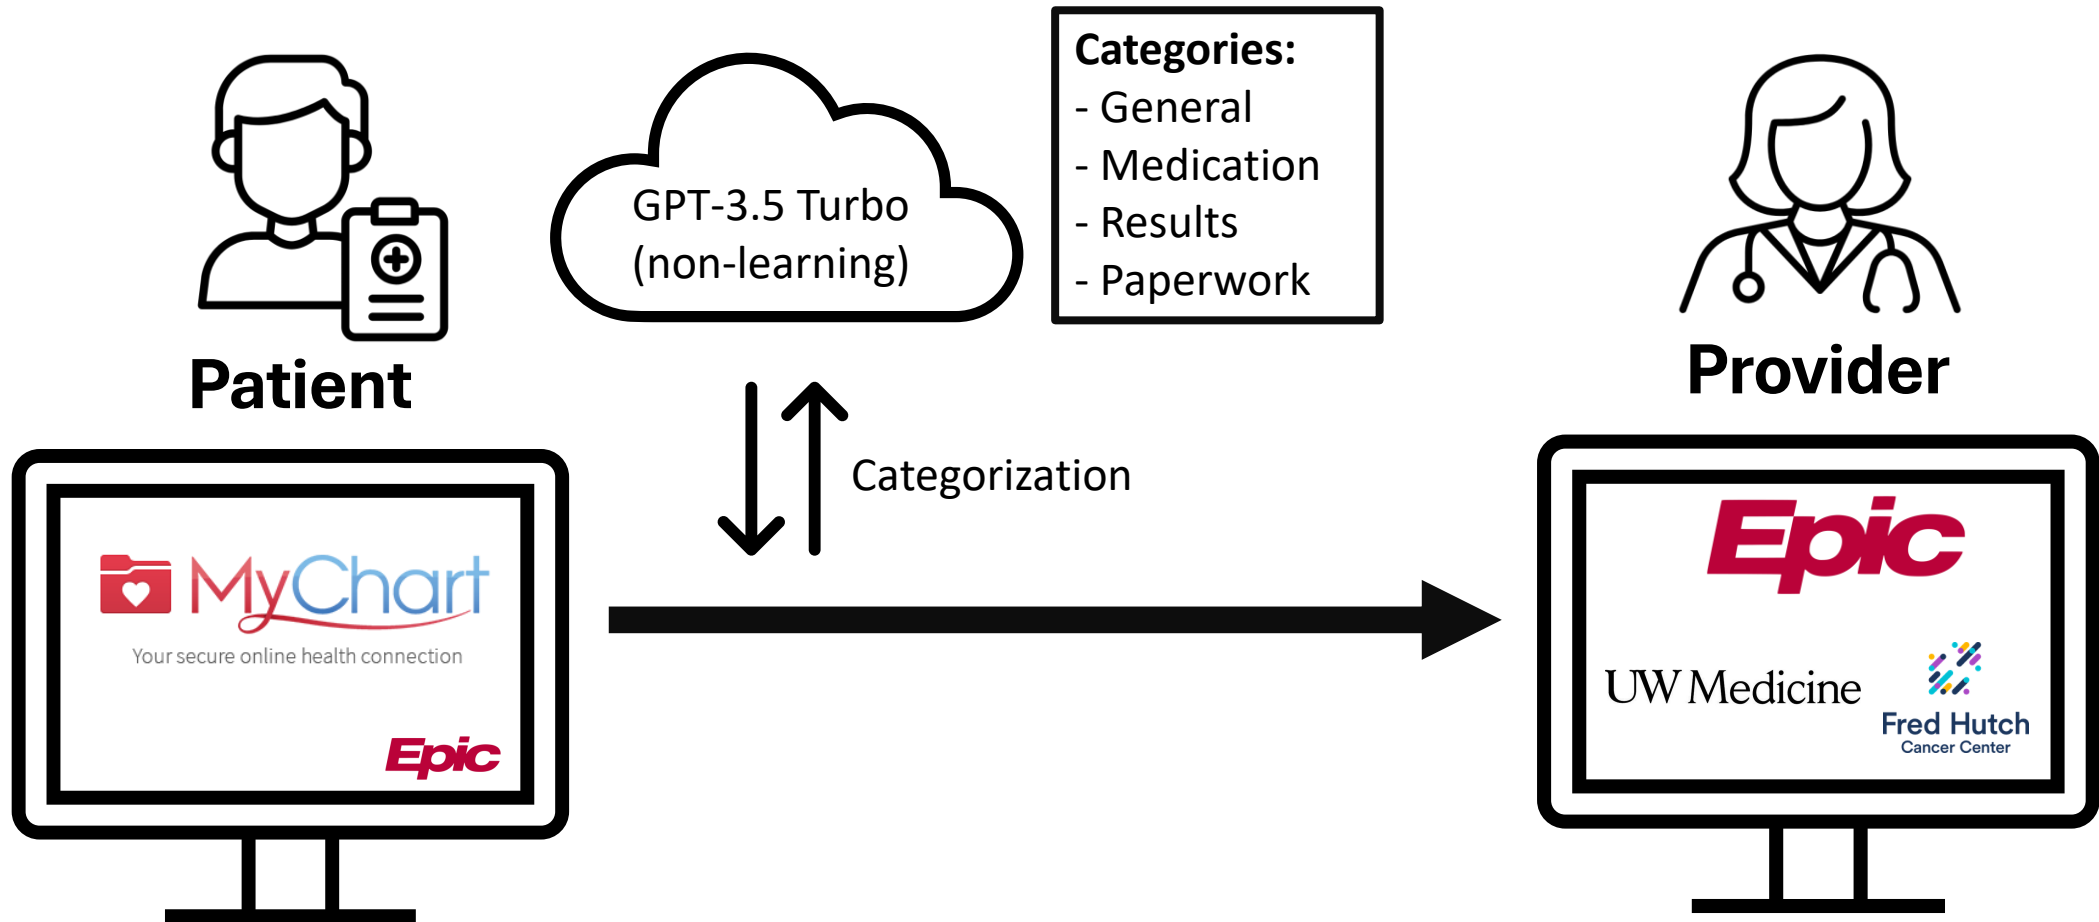 GPT-3.5 Turbo
(non-learning)
Categories:
- General
- Medication
- Results
- Paperwork
Patient
Provider
Categorization
MyChart
Your secure online health connection
Epic
Epic
UW Medicine
Fred Hutch
Cancer Center